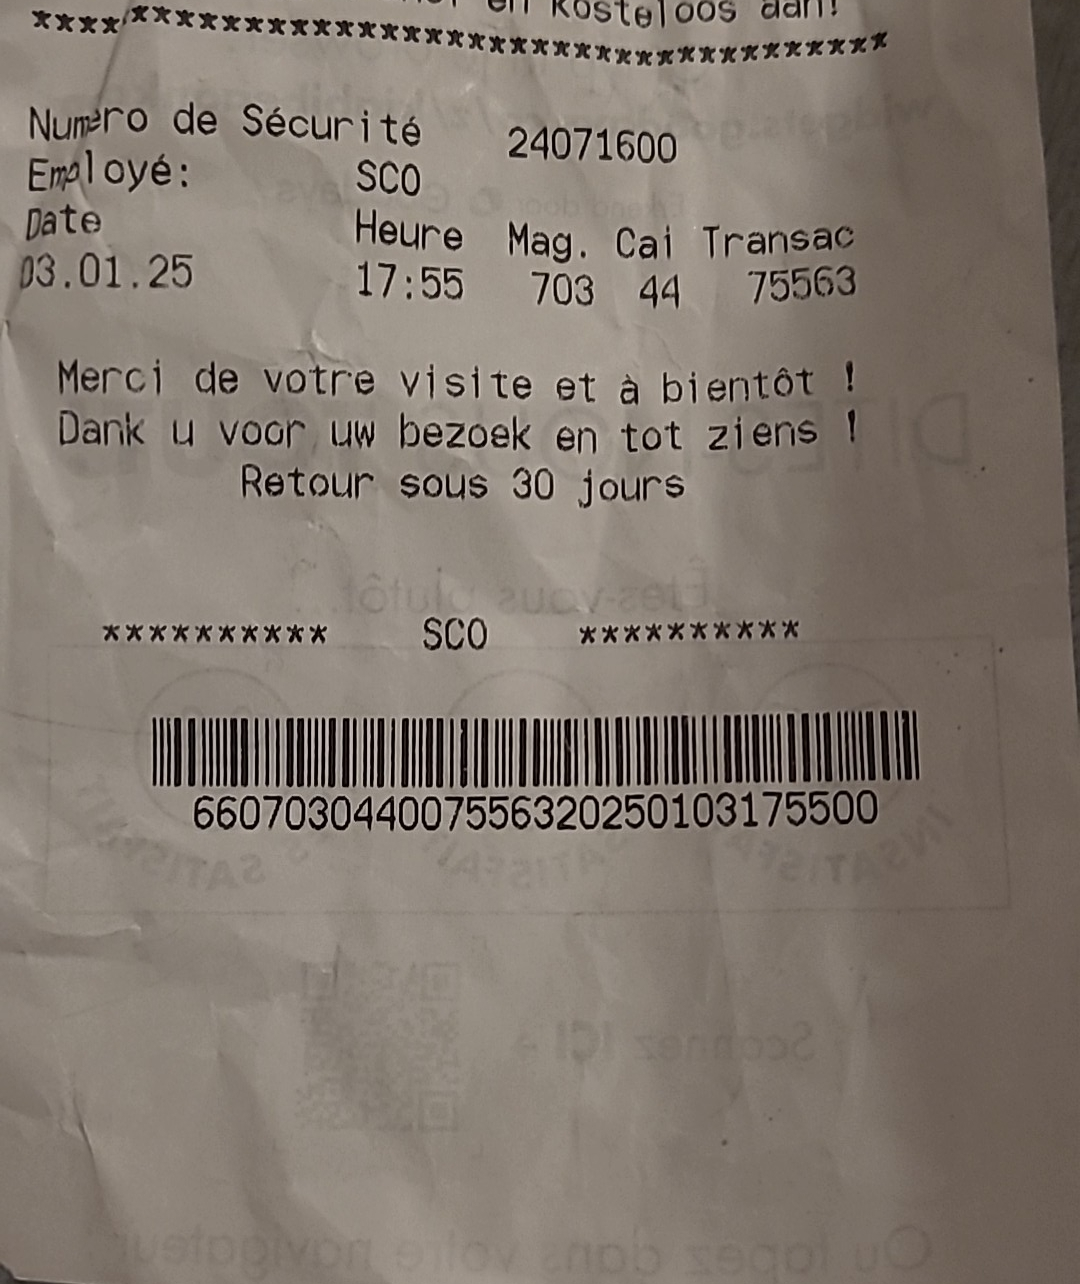 en kosteloos aan!
****************************************
Numéro de Sécurité 24071600
Employé: SCO
Date Heure Mag. Cai Transac
03.01.25 17:55 703 44 75563
Merci de votre visite et à bientôt !
Dank u voor uw bezoek en tot ziens !
Retour sous 30 jours
********** SCO **********
660703044007556320250103175500